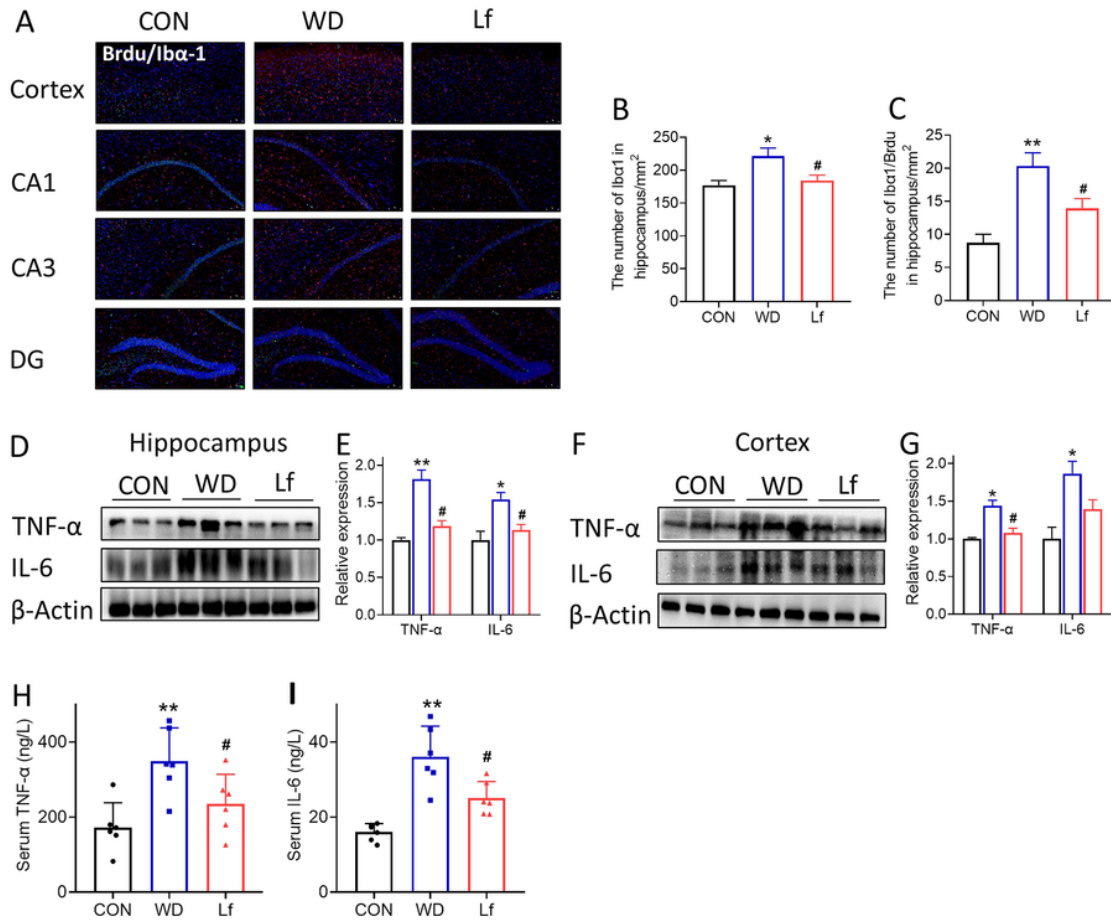 A
CON WD Lf
Brdu/Ibα-1
Cortex
CA1
CA3
DG
B
The number of Ibα1 in
hippocampus/mm²
250
200
150
100
50
0
*
#
CON WD Lf
C
The number of Ibα1/Brdu
in hippocampus/mm²
25
20
15
10
5
0
**
#
CON WD Lf
D
Hippocampus
CON WD Lf
TNF-α
IL-6
β-Actin
E
Relative expression
2.0
1.5
1.0
0.5
0.0
**
#
*
#
TNF-α IL-6
F
Cortex
CON WD Lf
TNF-α
IL-6
β-Actin
G
Relative expression
2.0
1.5
1.0
0.5
0.0
*
#
*
TNF-α IL-6
H
Serum TNF-α (ng/L)
400
200
0
**
#
CON WD Lf
I
Serum IL-6 (ng/L)
40
20
0
**
#
CON WD Lf